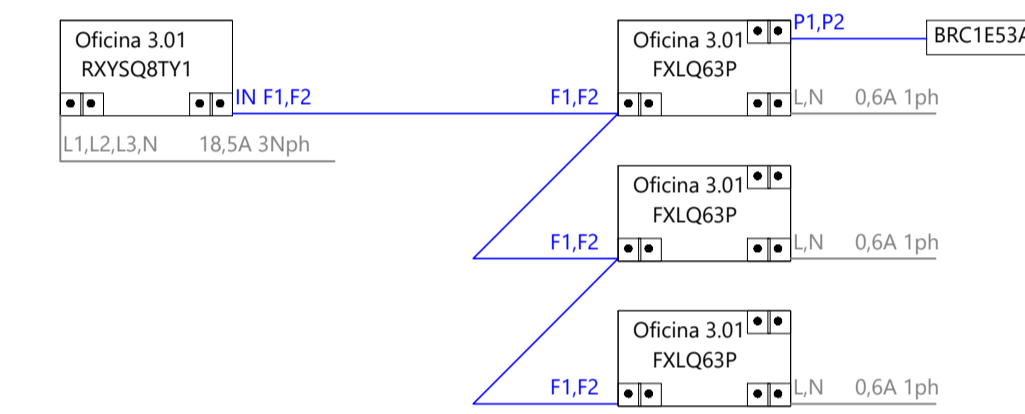 Oficina 3.01
RXYSQ8TY1
IN F1,F2
L1,L2,L3,N 18,5A 3Nph
Oficina 3.01
FXLQ63P
P1,P2
BRC1E53A
F1,F2
L,N 0,6A 1ph
Oficina 3.01
FXLQ63P
F1,F2
L,N 0,6A 1ph
Oficina 3.01
FXLQ63P
F1,F2
L,N 0,6A 1ph